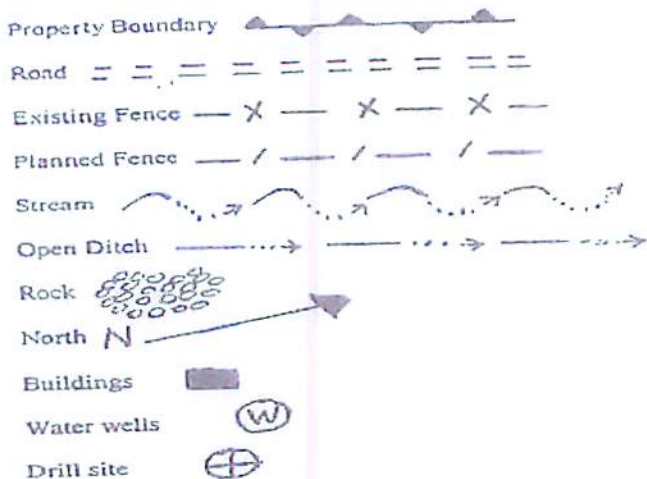 Property Boundary
Road
Existing Fence
Planned Fence
Stream
Open Ditch
Rock
North N
Buildings
Water wells W
Drill site